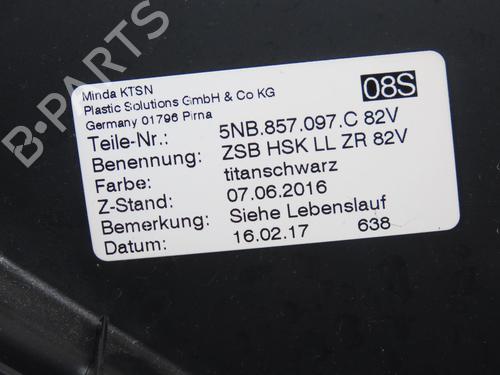 B-PARTS
Minda KTSN
Plastic Solutions GmbH & Co KG
Germany 01796 Pirna
08S
Teile-Nr.: 5NB.857.097.C 82V
Benennung: ZSB HSK LL ZR 82V
Farbe: titanschwarz
Z-Stand: 07.06.2016
Bemerkung: Siehe Lebenslauf
Datum: 16.02.17 638